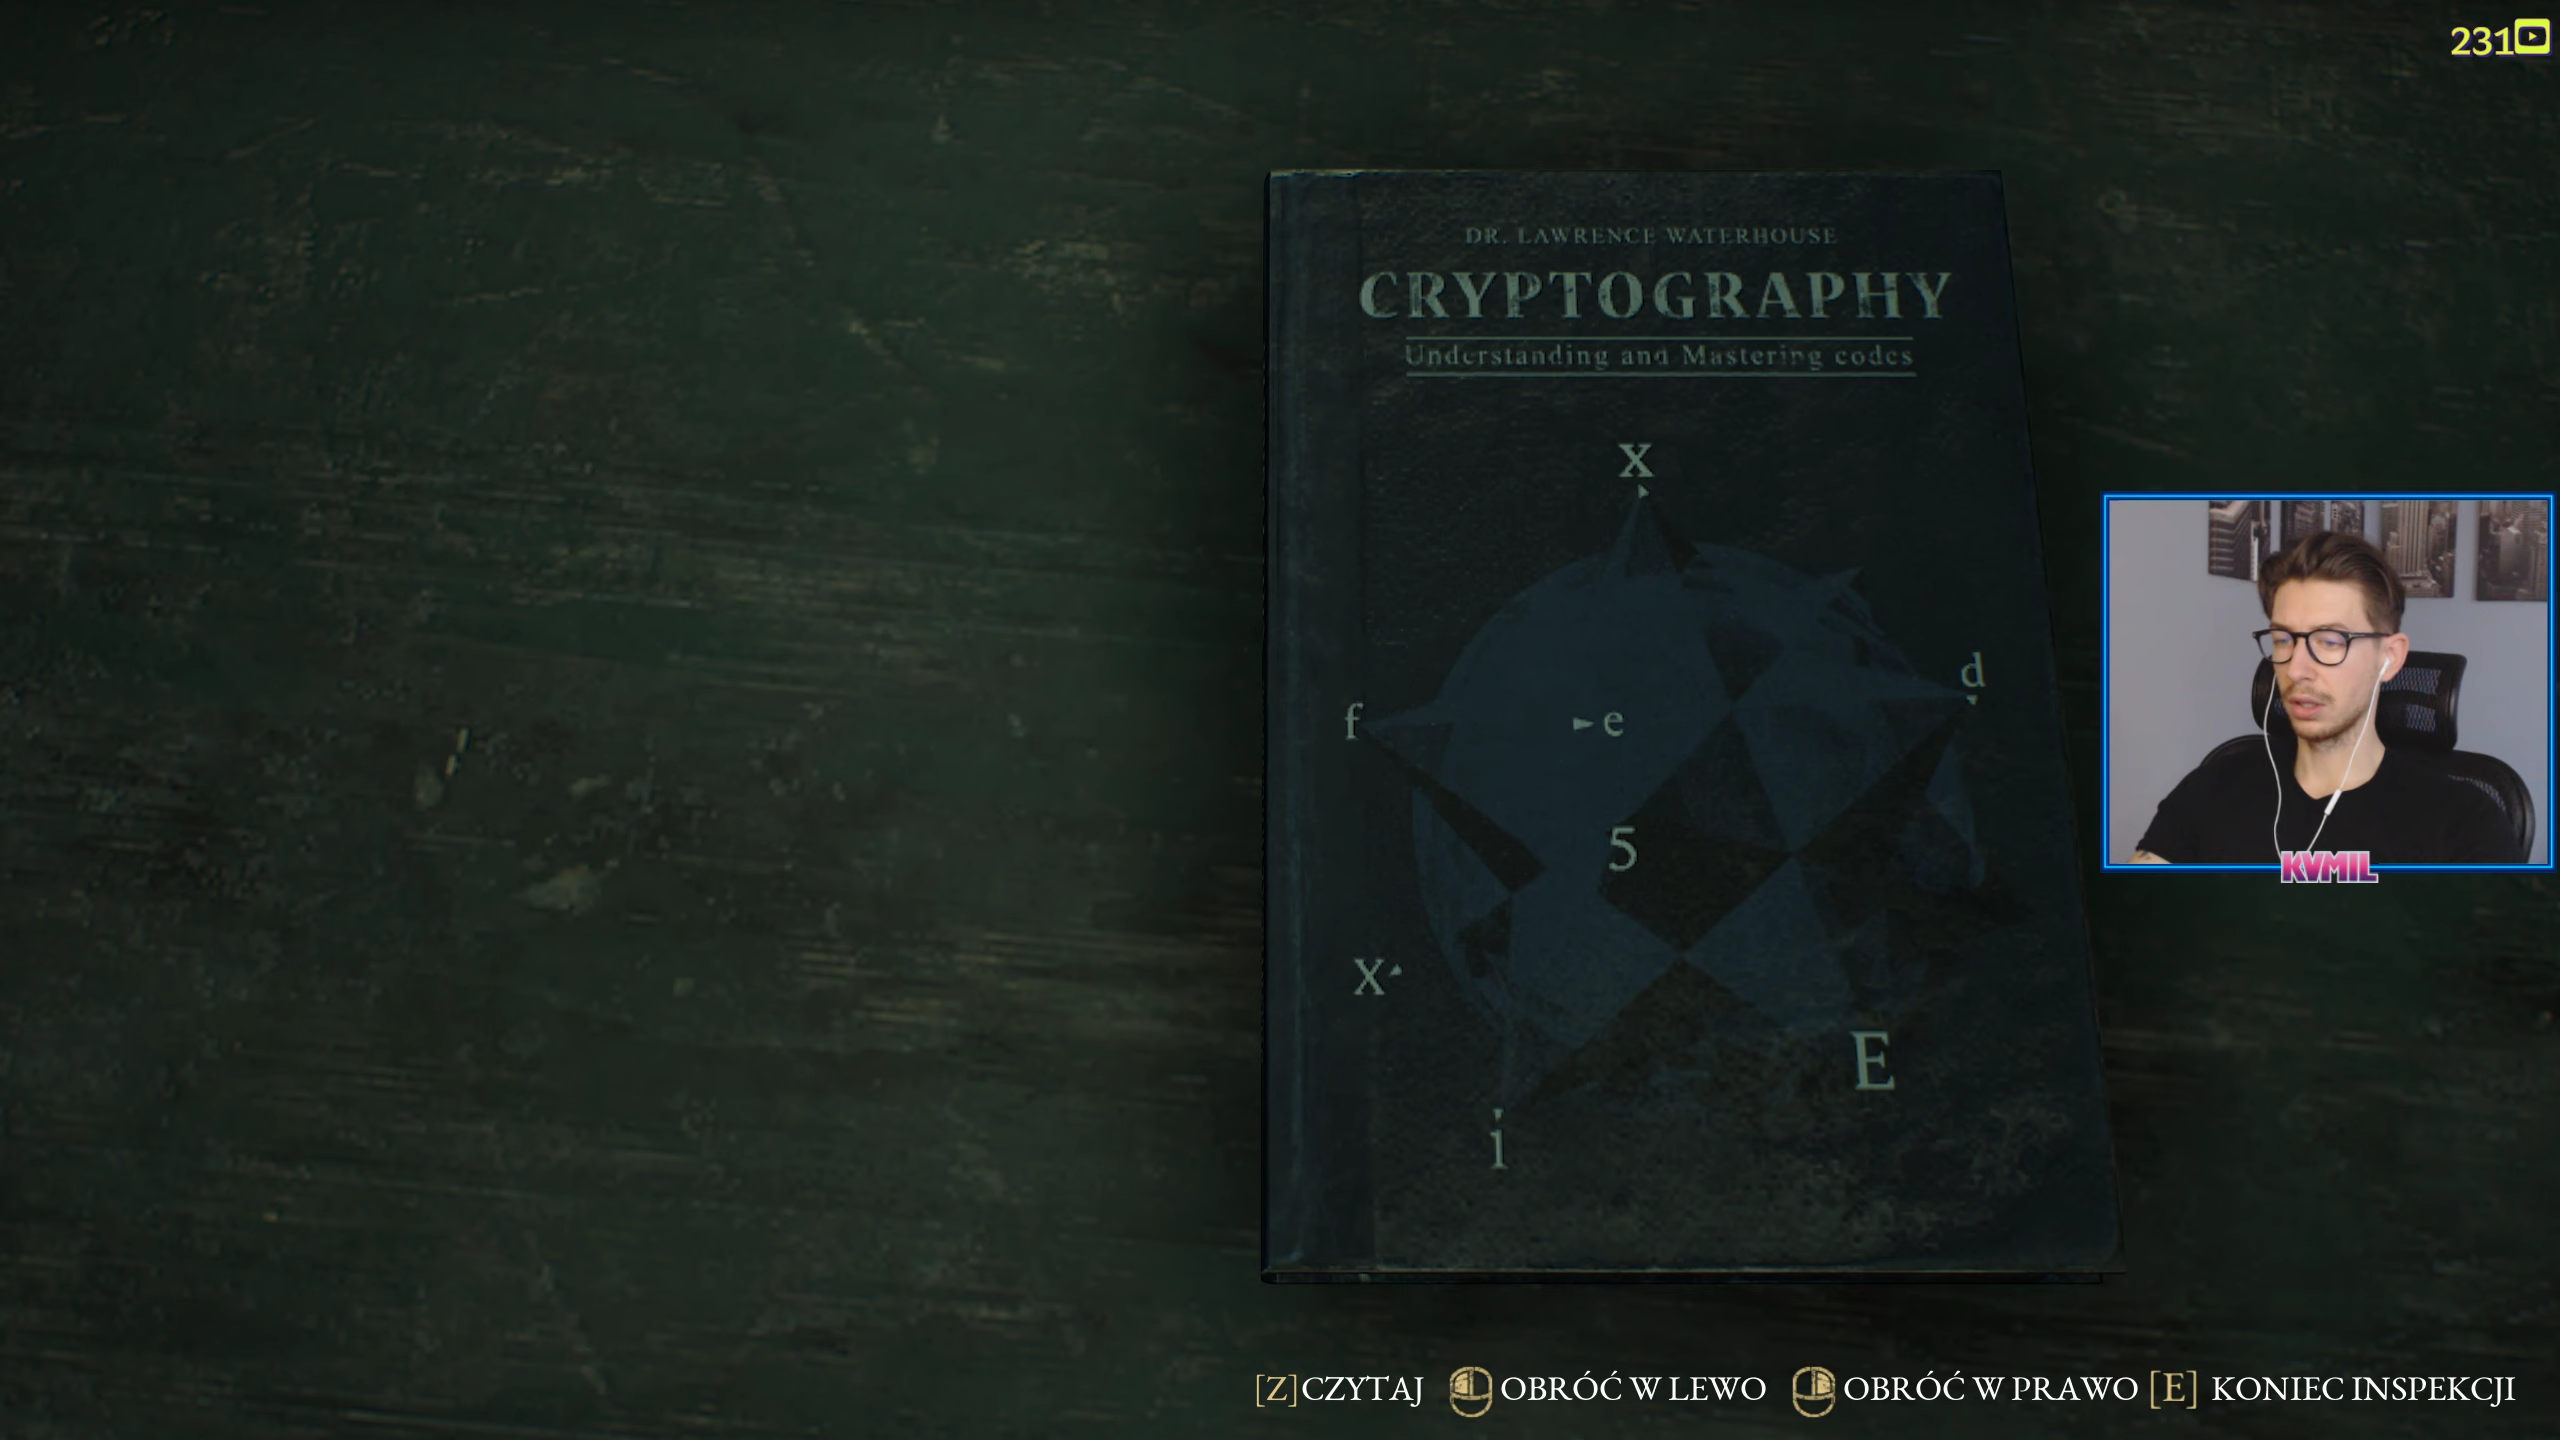 231
DR. LAWRENCE WATERHOUSE
CRYPTOGRAPHY
Understanding and Mastering codes
x
d
f
e
5
X
E
i
KVMIL
[Z]CZYTAJ OBRÓĆ W LEWO OBRÓĆ W PRAWO [E] KONIEC INSPEKCJI